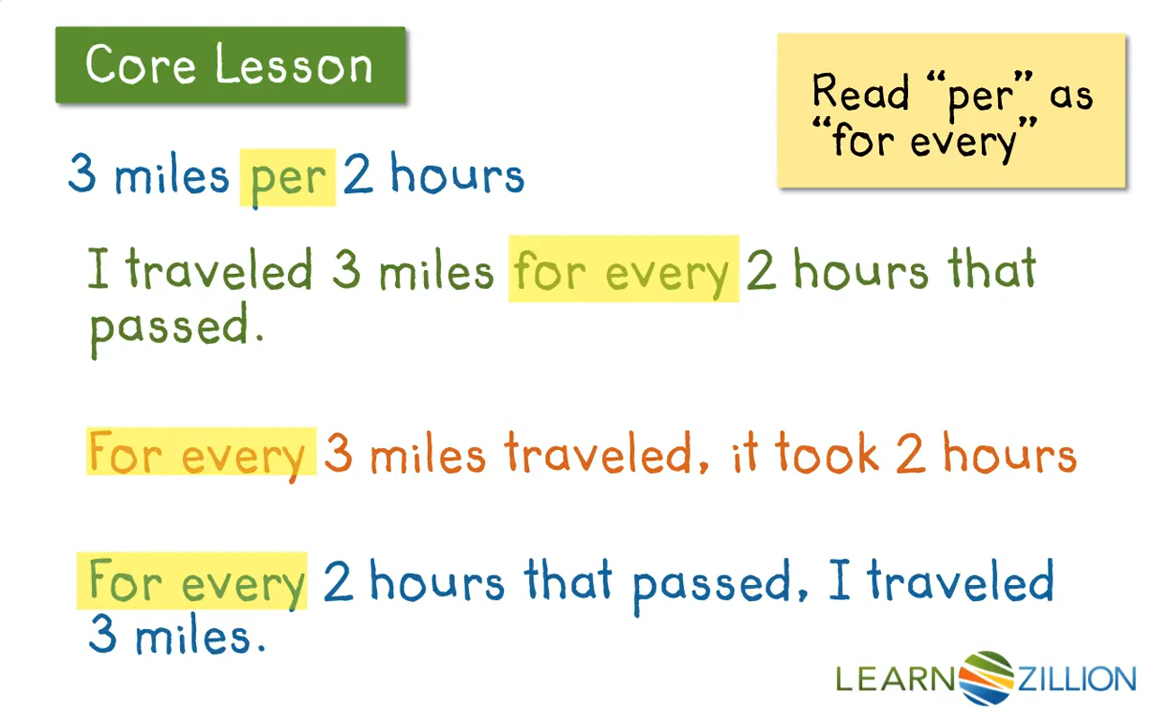 Core Lesson
Read “per” as
“for every”
3 miles per 2 hours
I traveled 3 miles for every 2 hours that
passed.
For every 3 miles traveled, it took 2 hours
For every 2 hours that passed, I traveled
3 miles.
LEARN ZILLION